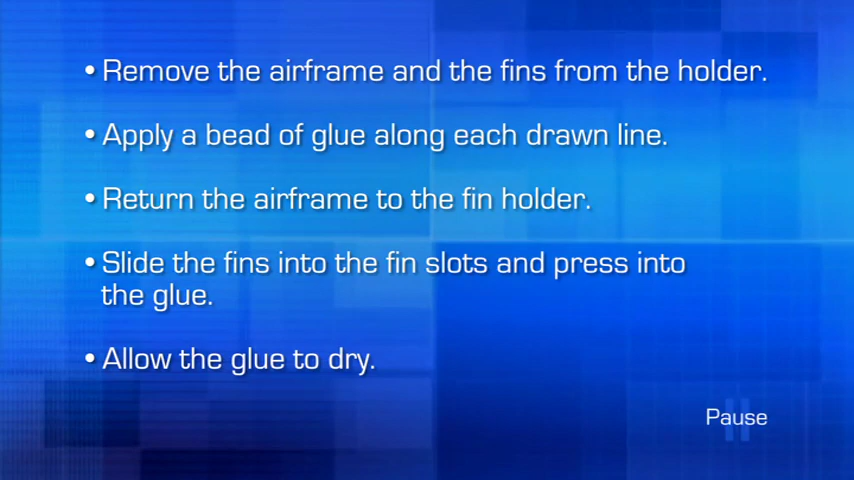 • Remove the airframe and the fins from the holder.
• Apply a bead of glue along each drawn line.
• Return the airframe to the fin holder.
• Slide the fins into the fin slots and press into
the glue.
• Allow the glue to dry.
Pause